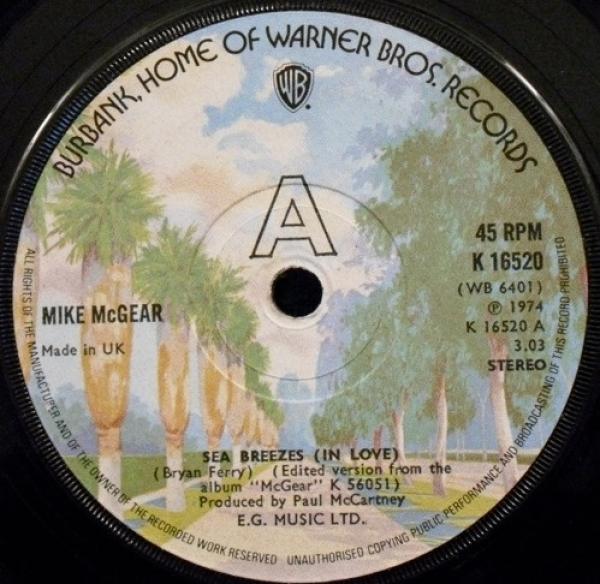 BURBANK, HOME OF WARNER BROS. RECORDS
WB
A
45 RPM
K 16520
(WB 6401)
℗ 1974
K 16520 A
3.03
STEREO
MIKE McGEAR
Made in UK
SEA BREEZES (IN LOVE)
(Bryan Ferry) (Edited version from the
album "McGear" K 56051)
Produced by Paul McCartney
E.G. MUSIC LTD.
ALL RIGHTS OF THE MANUFACTURER AND OF THE OWNER OF THE RECORDED WORK RESERVED UNAUTHORISED COPYING PUBLIC PERFORMANCE AND BROADCASTING OF THIS RECORD PROHIBITED